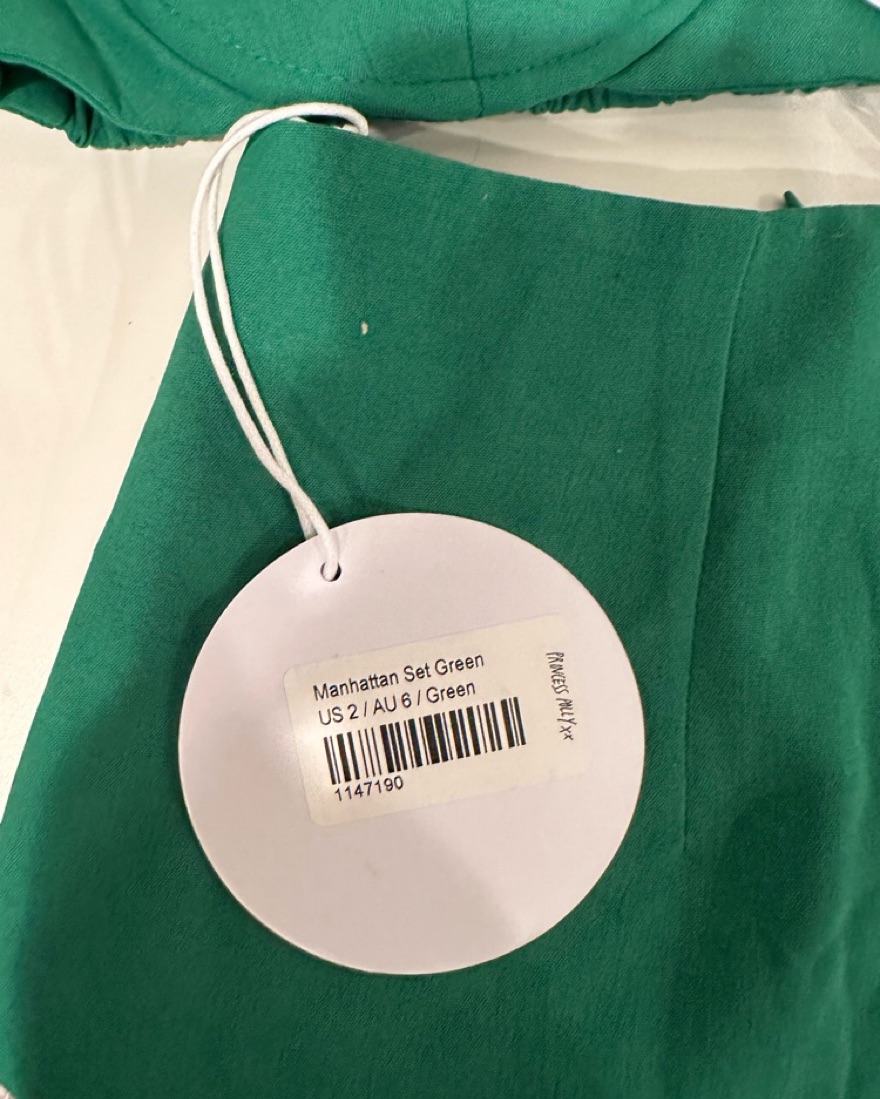 Manhattan Set Green
US 2 / AU 6 / Green
1147190
PRINCESS POLLY xx